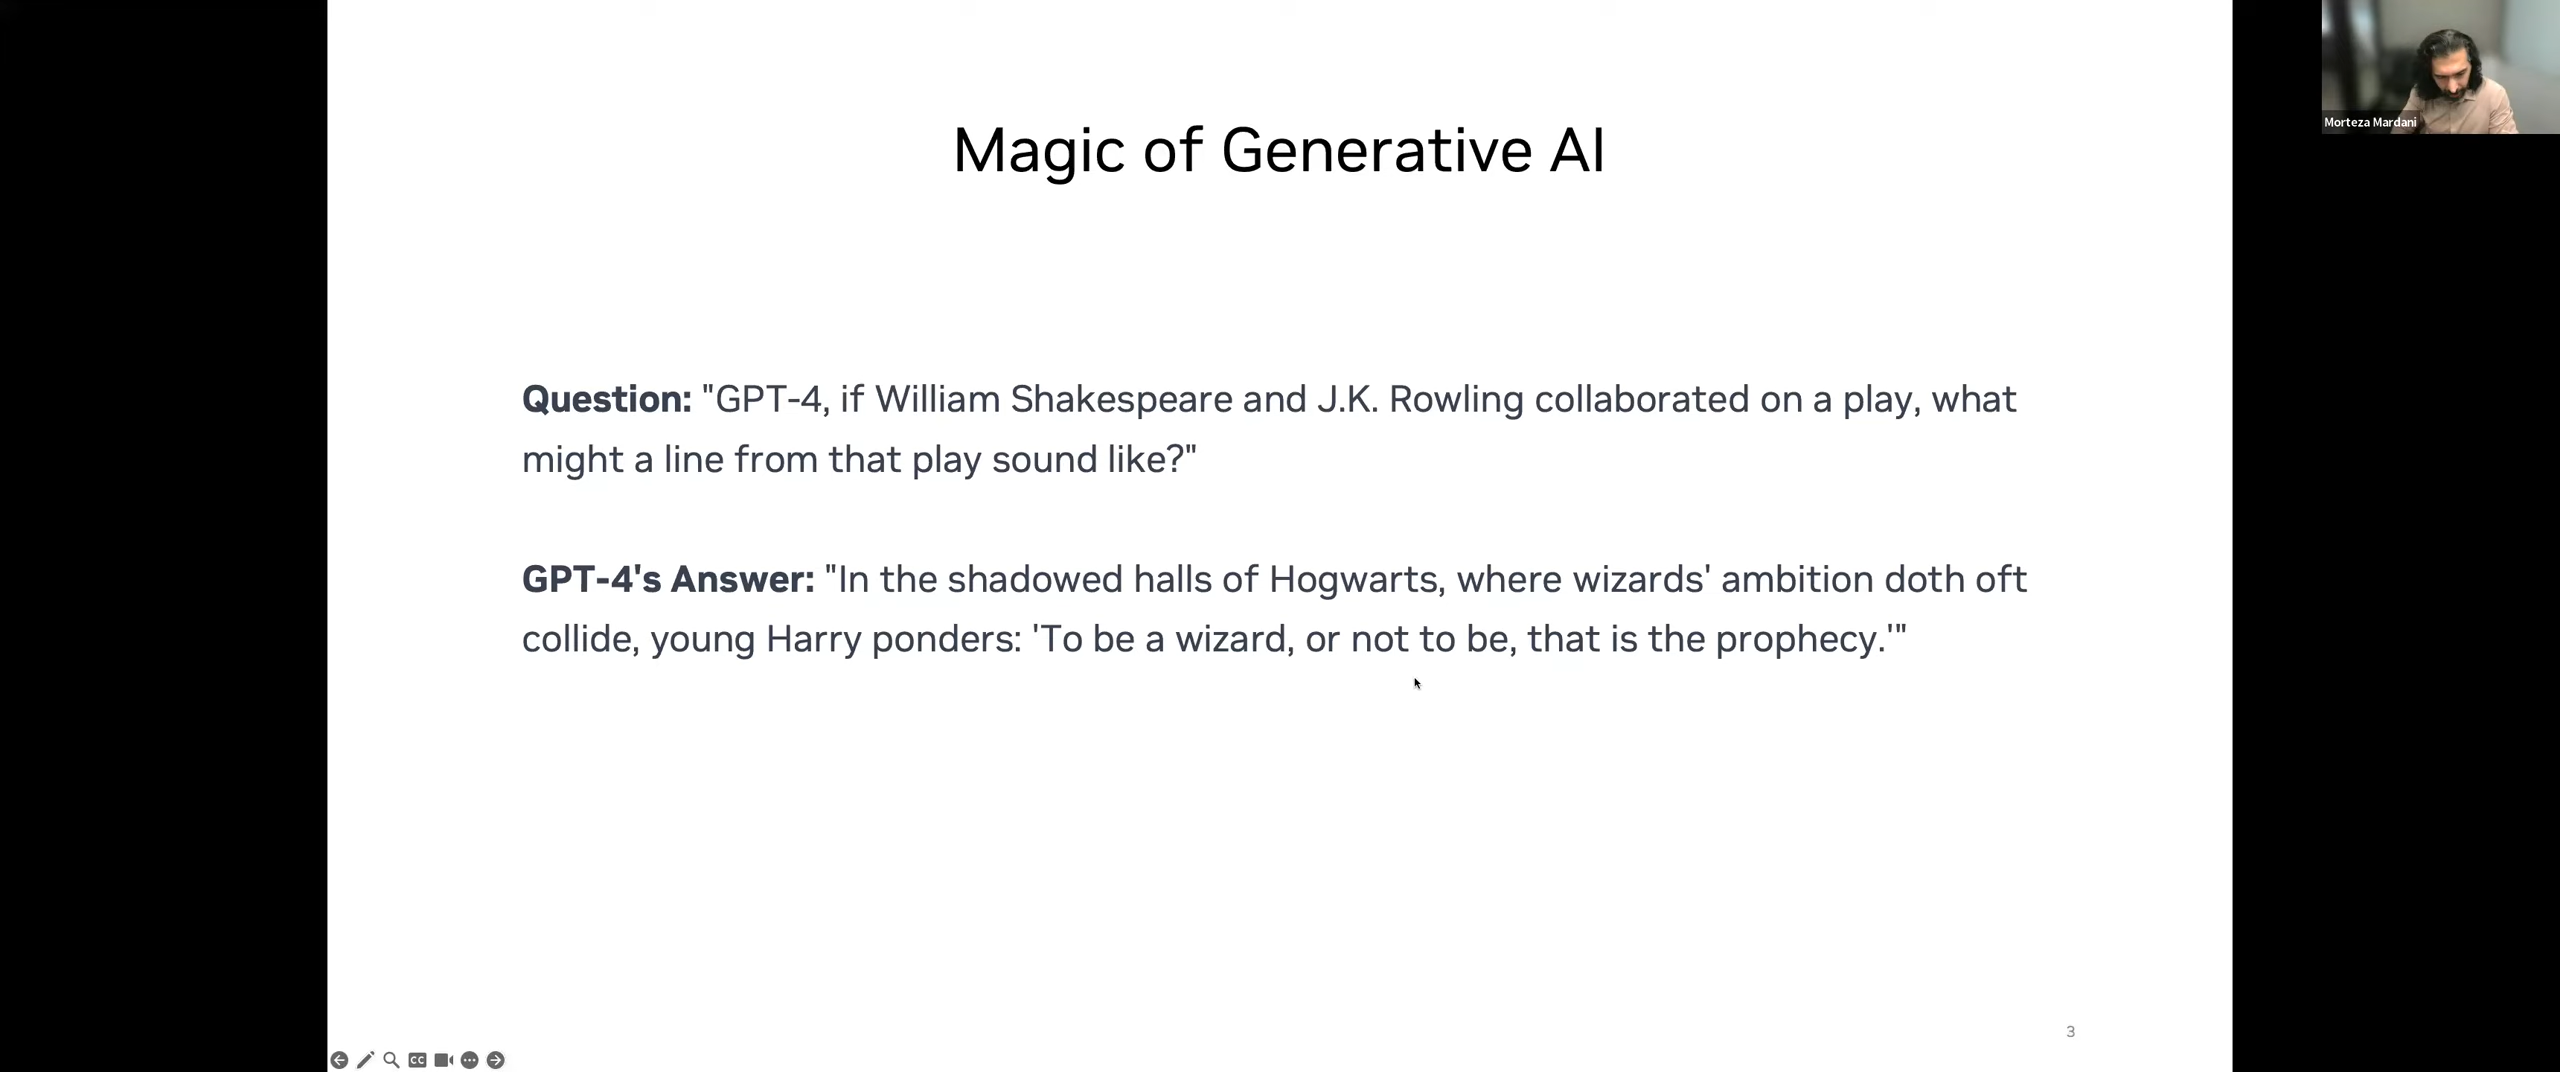 Magic of Generative AI
Morteza Mardani
Question: "GPT-4, if William Shakespeare and J.K. Rowling collaborated on a play, what
might a line from that play sound like?"
GPT-4's Answer: "In the shadowed halls of Hogwarts, where wizards' ambition doth oft
collide, young Harry ponders: 'To be a wizard, or not to be, that is the prophecy.'"
3
CC